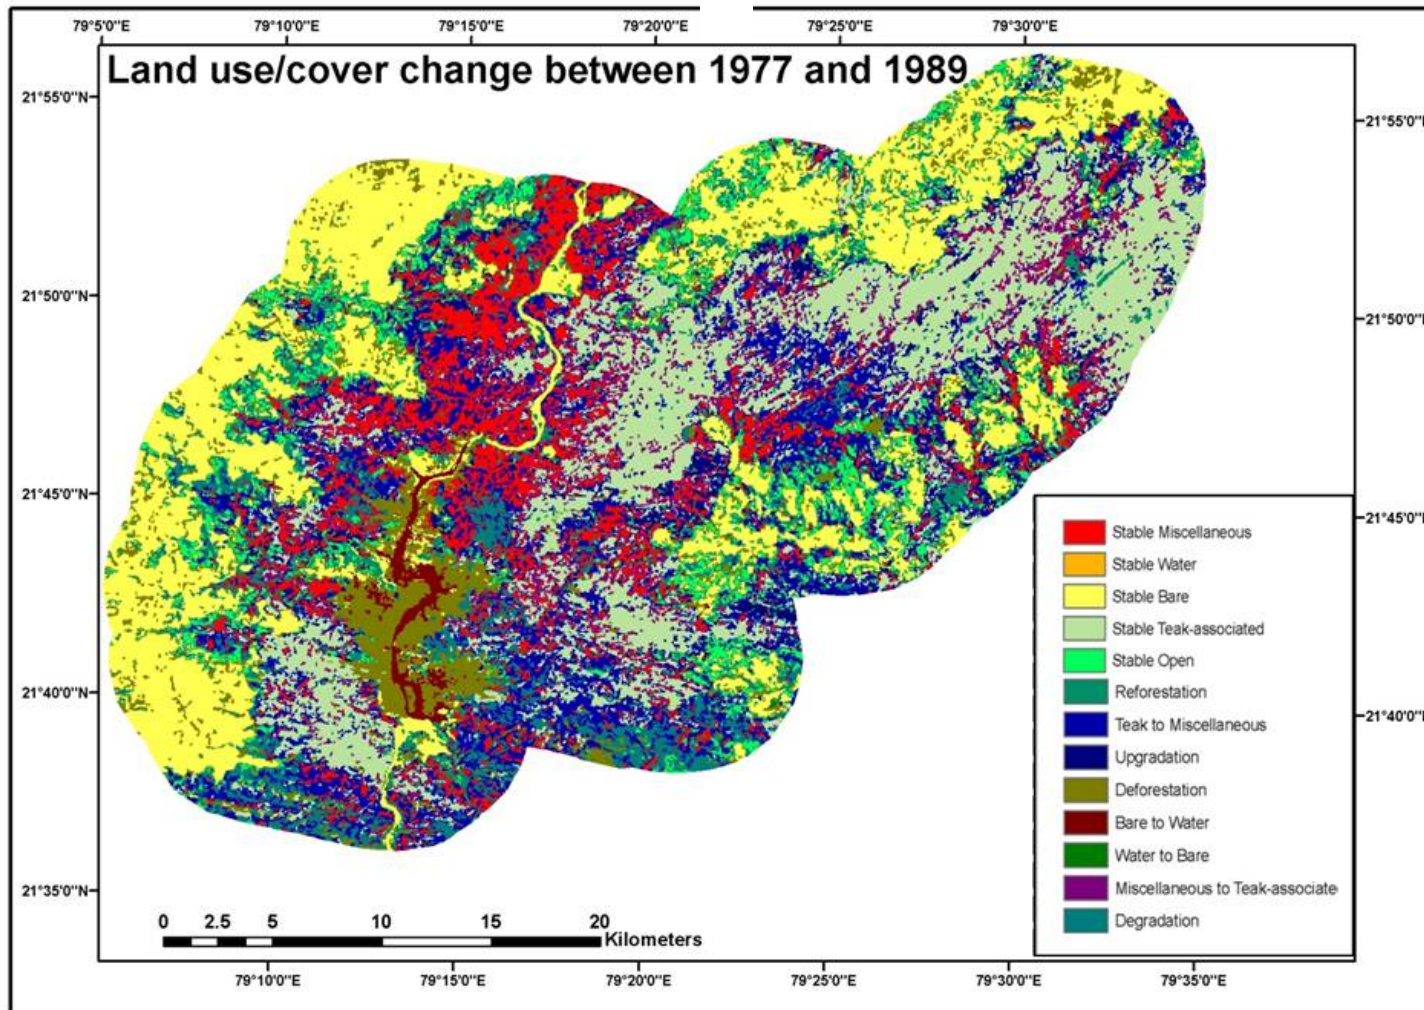 79°5'0"E 79°10'0"E 79°15'0"E 79°20'0"E 79°25'0"E 79°30'0"E
Land use/cover change between 1977 and 1989
21°55'0"N
21°55'0"N
21°50'0"N
21°50'0"N
21°45'0"N
21°45'0"N
21°40'0"N
21°40'0"N
21°35'0"N
Stable Miscellaneous
Stable Water
Stable Bare
Stable Teak-associated
Stable Open
Reforestation
Teak to Miscellaneous
Upgradation
Deforestation
Bare to Water
Water to Bare
Miscellaneous to Teak-associate
Degradation
0 2.5 5 10 15 20
Kilometers
79°10'0"E 79°15'0"E 79°20'0"E 79°25'0"E 79°30'0"E 79°35'0"E